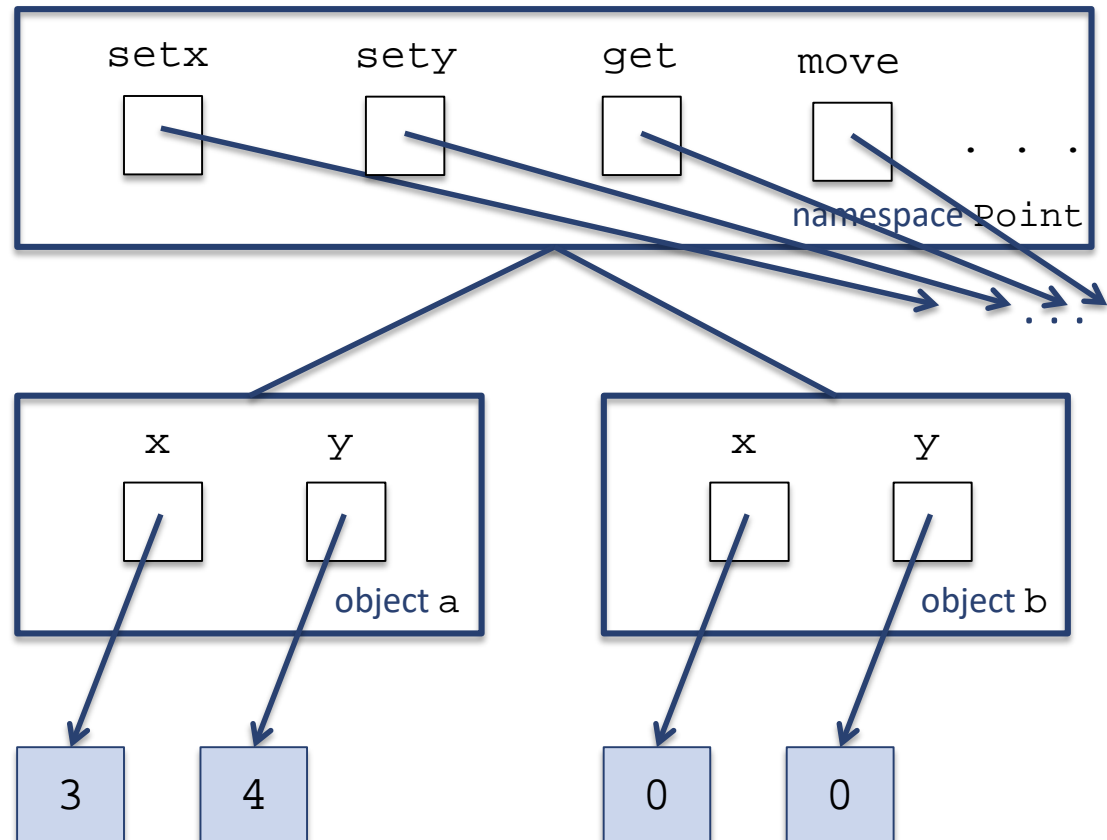 setx sety get move
. . .
namespace Point
. . .
x y x y
object a object b
3 4 0 0